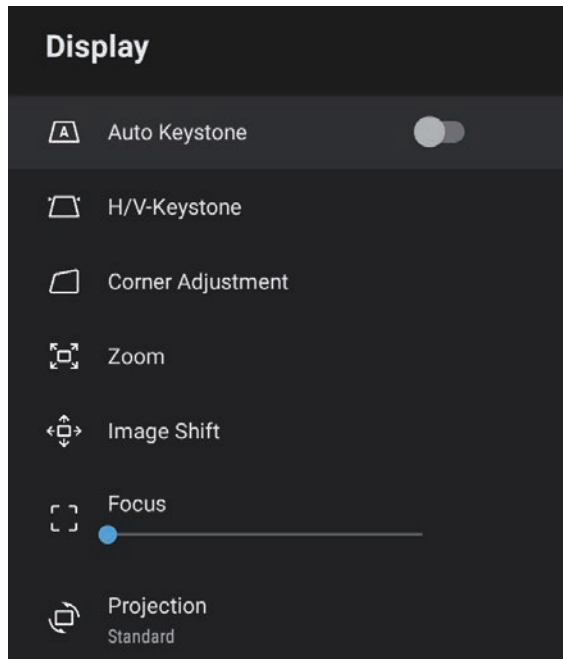 Display
A
Auto Keystone
H/V-Keystone
Corner Adjustment
Zoom
Image Shift
Focus
Projection
Standard